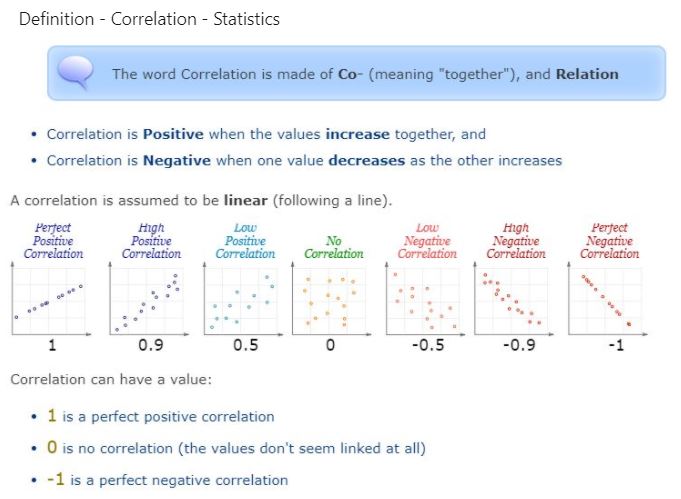 Definition - Correlation - Statistics
The word Correlation is made of Co- (meaning "together"), and Relation
• Correlation is Positive when the values increase together, and
• Correlation is Negative when one value decreases as the other increases
A correlation is assumed to be linear (following a line).
Perfect Positive Correlation
High Positive Correlation
Low Positive Correlation
No Correlation
Low Negative Correlation
High Negative Correlation
Perfect Negative Correlation
1 0.9 0.5 0 -0.5 -0.9 -1
Correlation can have a value:
• 1 is a perfect positive correlation
• 0 is no correlation (the values don't seem linked at all)
• -1 is a perfect negative correlation